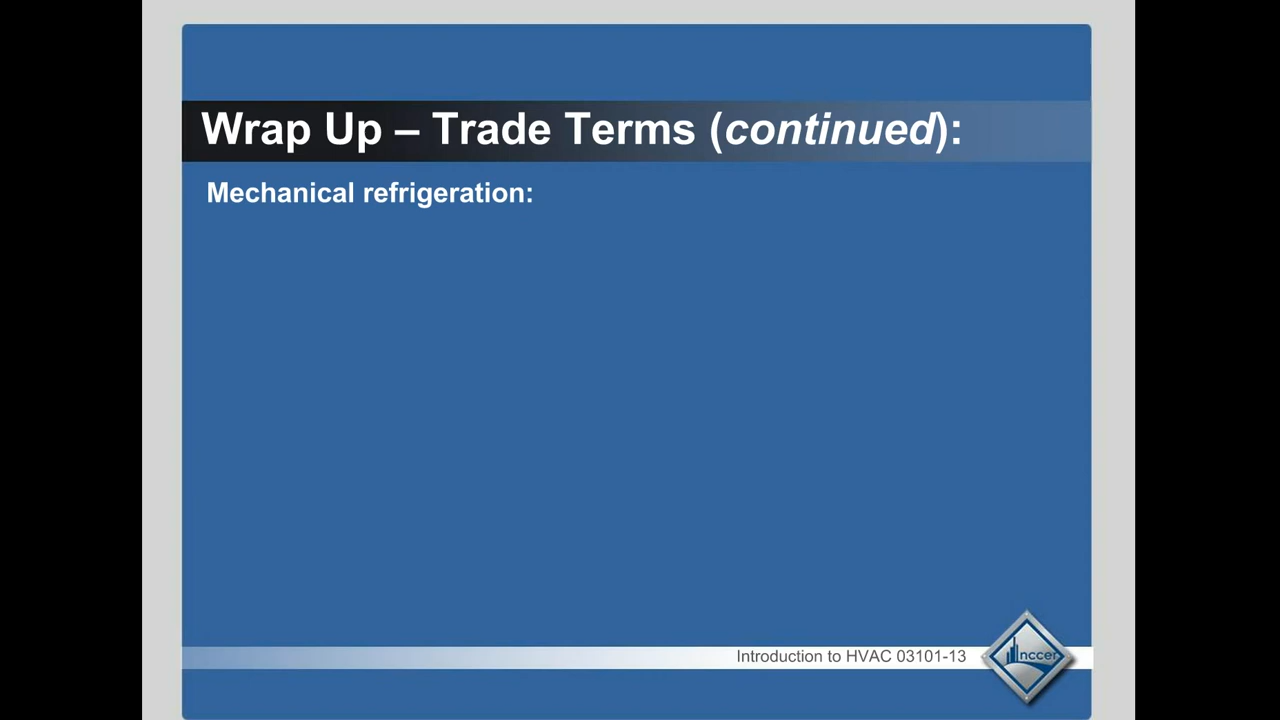 Wrap Up – Trade Terms (continued):
Mechanical refrigeration:
Introduction to HVAC 03101-13
nccer